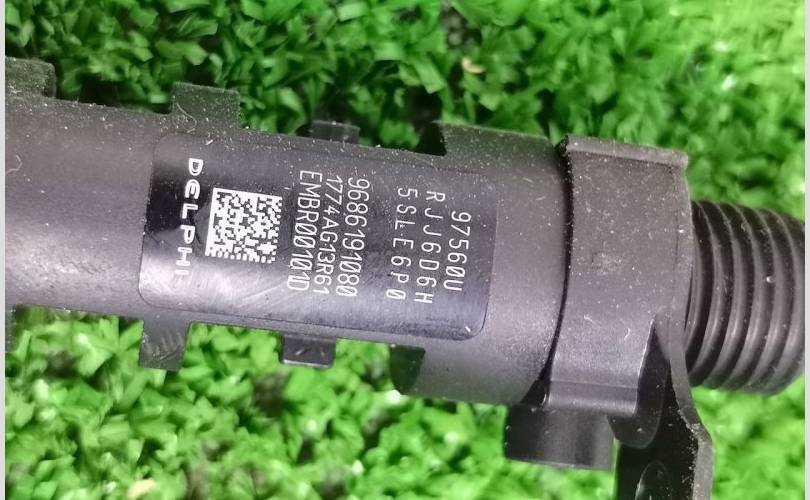 97560U
RJJ6D6H
5SLE6P0
9686191080
1774AG13R61
EMBR00101D
DELPHI